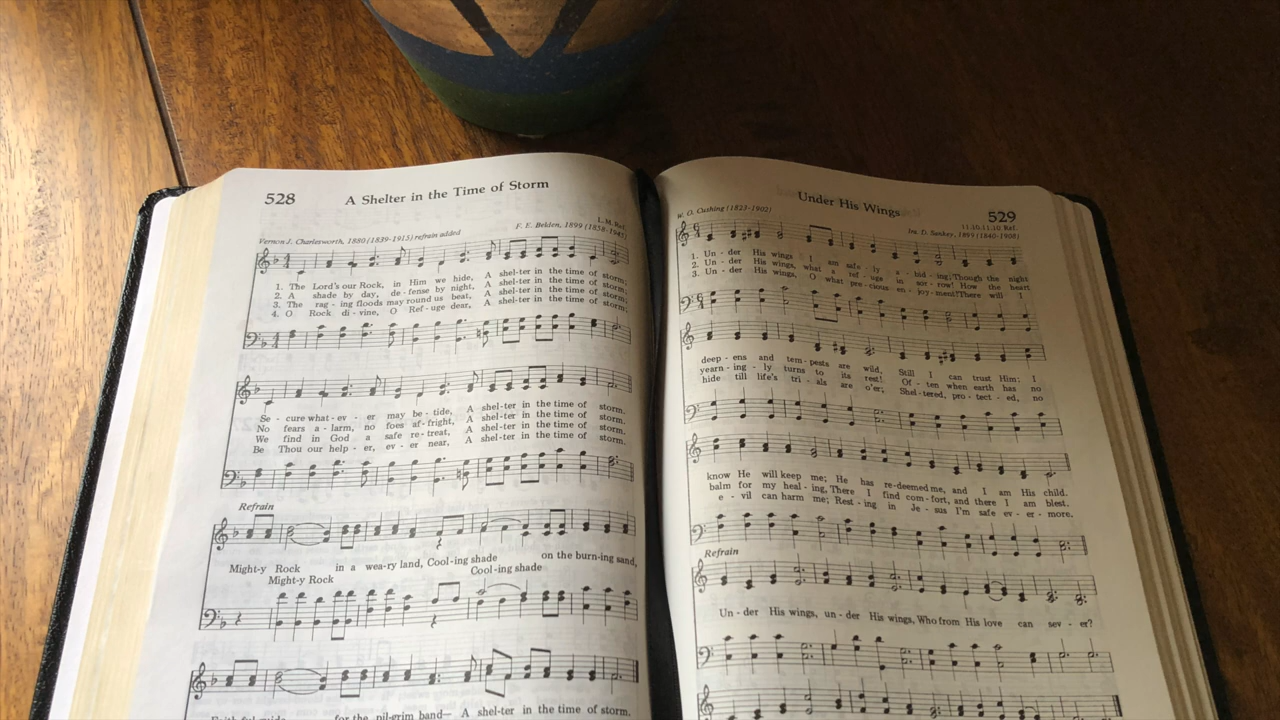 528
A Shelter in the Time of Storm
L.M. Ref.
Vernon J. Charlesworth, 1880 (1839-1915) refrain added
F. E. Belden, 1899 (1858-1945)
1. The Lord's our Rock, in Him we hide, A shel-ter in the time of storm;
2. A shade by day, de-fense by night, A shel-ter in the time of storm;
3. The rag-ing floods may round us beat, A shel-ter in the time of storm;
4. O Rock di-vine, O Ref-uge dear, A shel-ter in the time of storm;
Se-cure what-ev-er may be-tide, A shel-ter in the time of storm.
No fears a-larm, no foes af-fright, A shel-ter in the time of storm.
We find in God a safe re-treat, A shel-ter in the time of storm.
Be Thou our help-er, ev-er near, A shel-ter in the time of storm.
Refrain
Might-y Rock in a wea-ry land, Cool-ing shade on the burn-ing sand,
Might-y Rock Cool-ing shade
for the pil-grim band— A shel-ter in the time of storm.
Under His Wings
529
W. O. Cushing (1823-1902)
11.10.11.10 Ref.
Ira D. Sankey, 1899 (1840-1908)
1. Un-der His wings I am safe-ly a-bid-ing; Though the night
2. Un-der His wings, what a ref-uge in sor-row! How the heart
3. Un-der His wings, O what pre-cious en-joy-ment! There will I
deep-ens and tem-pests are wild, Still I can trust Him; I
yearn-ing-ly turns to its rest! Of-ten when earth has no
hide till life's tri-als are o'er; Shel-tered, pro-tect-ed, no
know He will keep me; He has re-deemed me, and I am His child.
balm for my heal-ing, There I find com-fort, and there I am blest.
e-vil can harm me; Rest-ing in Je-sus I'm safe ev-er-more.
Refrain
Un-der His wings, un-der His wings, Who from His love can sev-er?